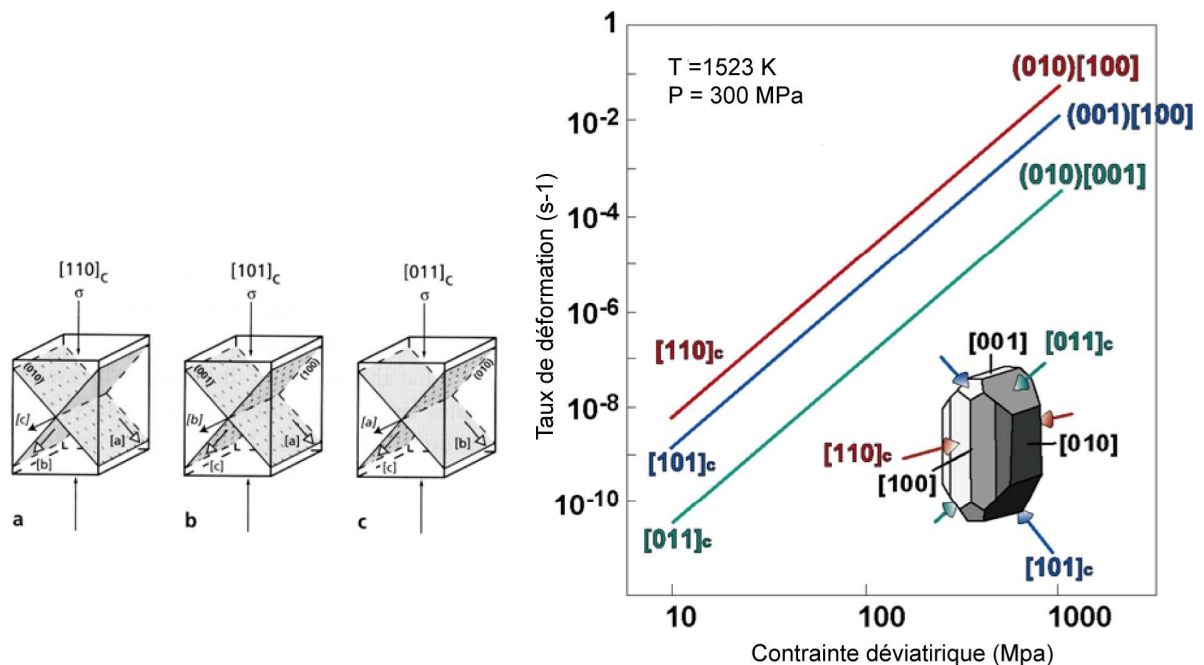 [110]c
σ
(010)
[c]
[b]
[a]
a
[101]c
σ
(001)
(100)
[b]
[c]
[a]
b
[011]c
σ
(010)
[a]
[c]
[b]
c
Taux de déformation (s-1)
1
10-2
10-4
10-6
10-8
10-10
T =1523 K
P = 300 MPa
(010)[100]
(001)[100]
(010)[001]
[110]c
[101]c
[011]c
[001]
[011]c
[010]
[110]c
[100]
[101]c
10
100
1000
Contrainte déviatirique (Mpa)